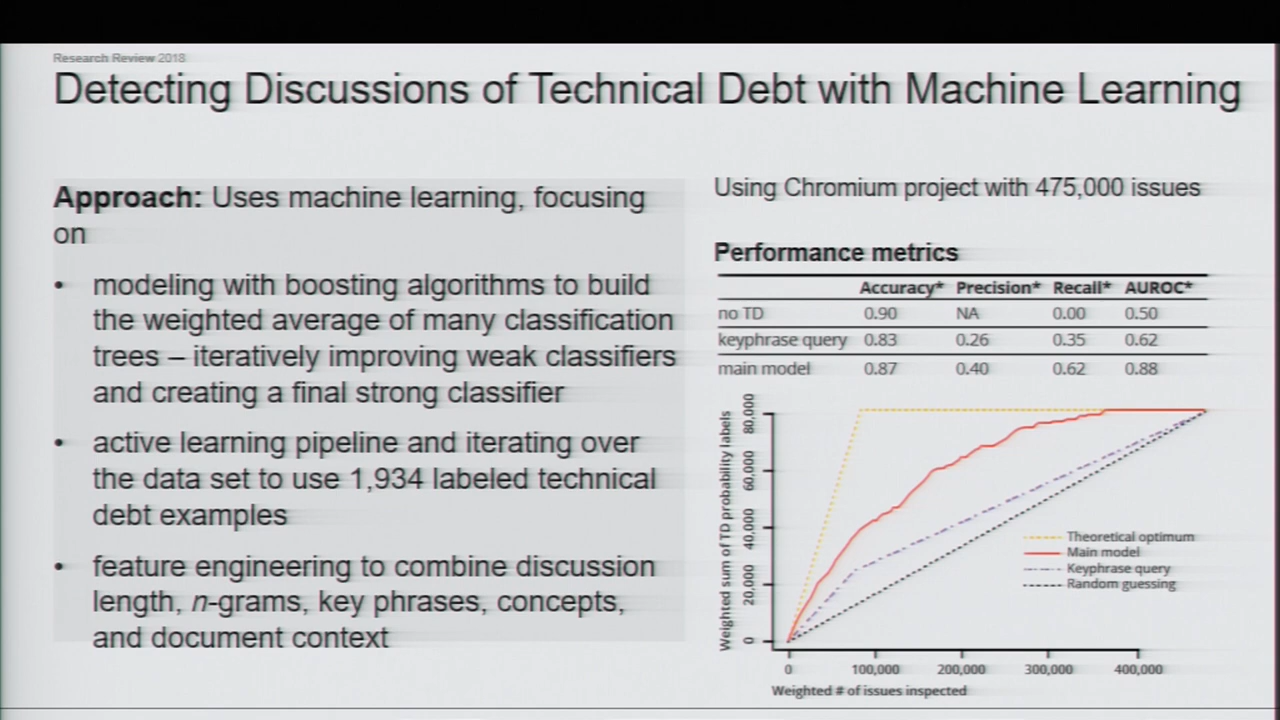 Research Review 2018
Detecting Discussions of Technical Debt with Machine Learning
Approach: Uses machine learning, focusing
on
• modeling with boosting algorithms to build
the weighted average of many classification
trees – iteratively improving weak classifiers
and creating a final strong classifier
• active learning pipeline and iterating over
the data set to use 1,934 labeled technical
debt examples
• feature engineering to combine discussion
length, n-grams, key phrases, concepts,
and document context
Using Chromium project with 475,000 issues
Performance metrics
Accuracy* Precision* Recall* AUROC*
no TD 0.90 NA 0.00 0.50
keyphrase query 0.83 0.26 0.35 0.62
main model 0.87 0.40 0.62 0.88
Weighted sum of TD probability labels
80,000
60,000
40,000
20,000
0
Theoretical optimum
Main model
Keyphrase query
Random guessing
0 100,000 200,000 300,000 400,000
Weighted # of issues inspected